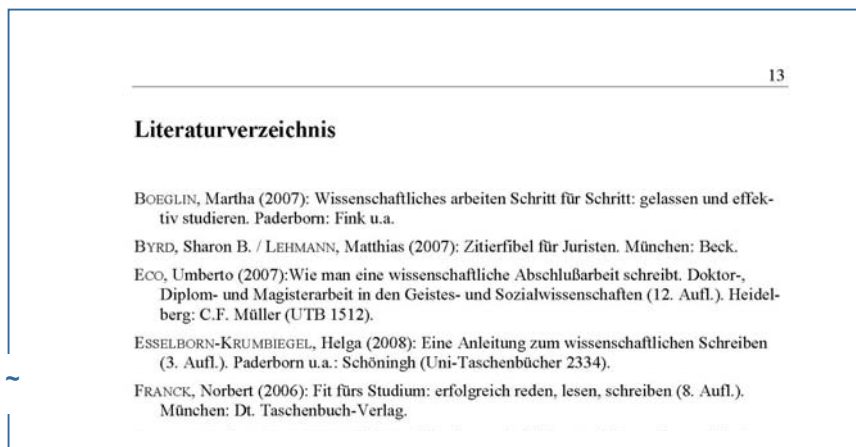 13
Literaturverzeichnis
BOEGLIN, Martha (2007): Wissenschaftliches arbeiten Schritt für Schritt: gelassen und effek-
tiv studieren. Paderborn: Fink u.a.
BYRD, Sharon B. / LEHMANN, Matthias (2007): Zitierfibel für Juristen. München: Beck.
ECO, Umberto (2007):Wie man eine wissenschaftliche Abschlußarbeit schreibt. Doktor-,
Diplom- und Magisterarbeit in den Geistes- und Sozialwissenschaften (12. Aufl.). Heidel-
berg: C.F. Müller (UTB 1512).
ESSELBORN-KRUMBIEGEL, Helga (2008): Eine Anleitung zum wissenschaftlichen Schreiben
(3. Aufl.). Paderborn u.a.: Schöningh (Uni-Taschenbücher 2334).
~
FRANCK, Norbert (2006): Fit fürs Studium: erfolgreich reden, lesen, schreiben (8. Aufl.).
München: Dt. Taschenbuch-Verlag.